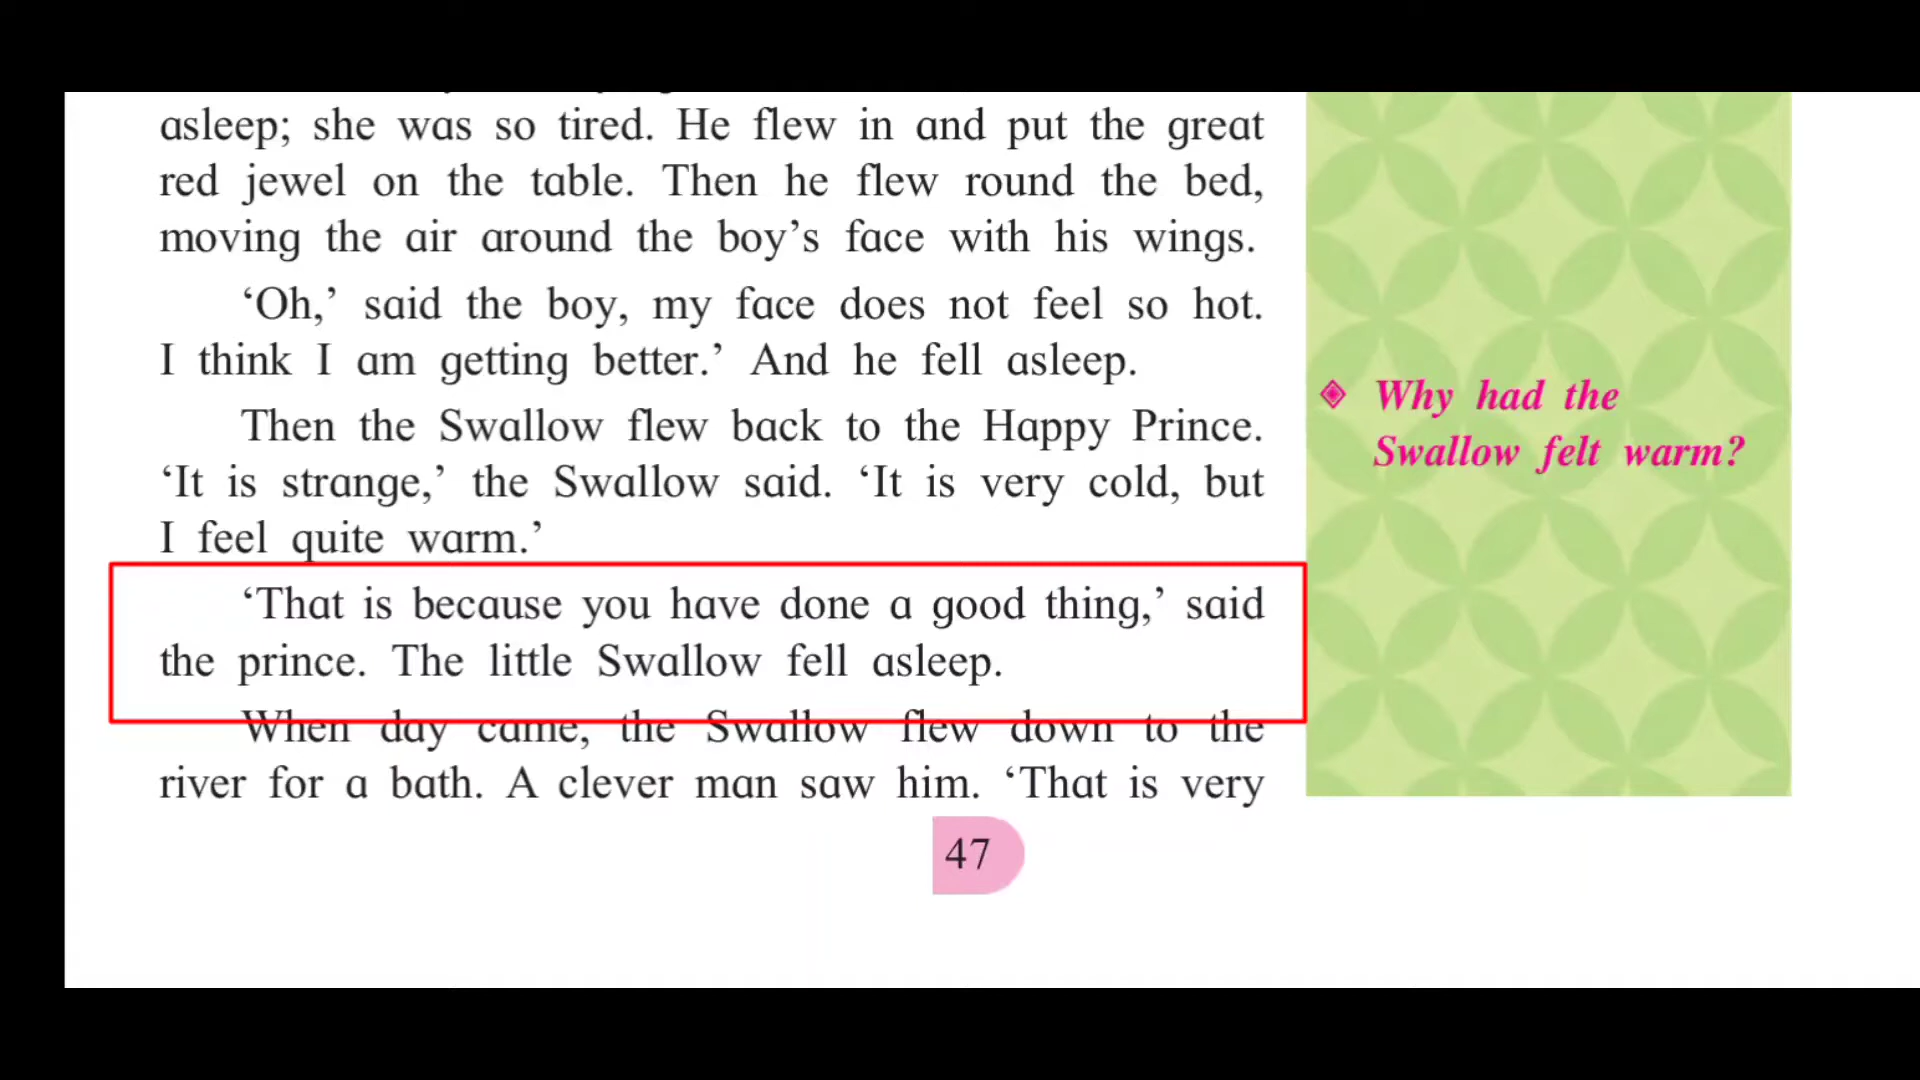 asleep; she was so tired. He flew in and put the great
red jewel on the table. Then he flew round the bed,
moving the air around the boy’s face with his wings.
‘Oh,’ said the boy, my face does not feel so hot.
I think I am getting better.’ And he fell asleep.
Then the Swallow flew back to the Happy Prince.
‘It is strange,’ the Swallow said. ‘It is very cold, but
I feel quite warm.’
‘That is because you have done a good thing,’ said
the prince. The little Swallow fell asleep.
When day came, the Swallow flew down to the
river for a bath. A clever man saw him. ‘That is very
Why had the
Swallow felt warm?
47